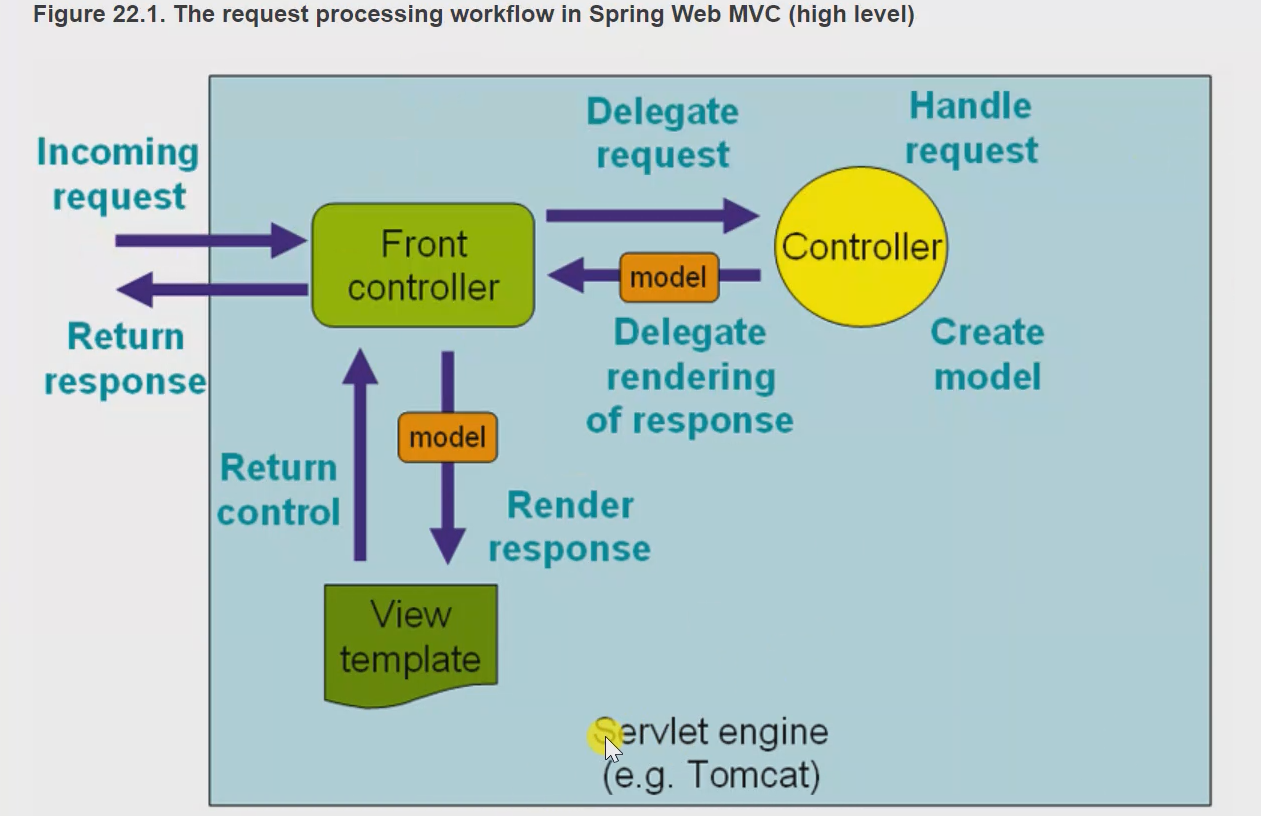 Figure 22.1. The request processing workflow in Spring Web MVC (high level)
Incoming
request
Return
response
Front
controller
Delegate
request
Handle
request
Controller
model
Delegate
rendering
of response
Create
model
Return
control
model
Render
response
View
template
Servlet engine
(e.g. Tomcat)